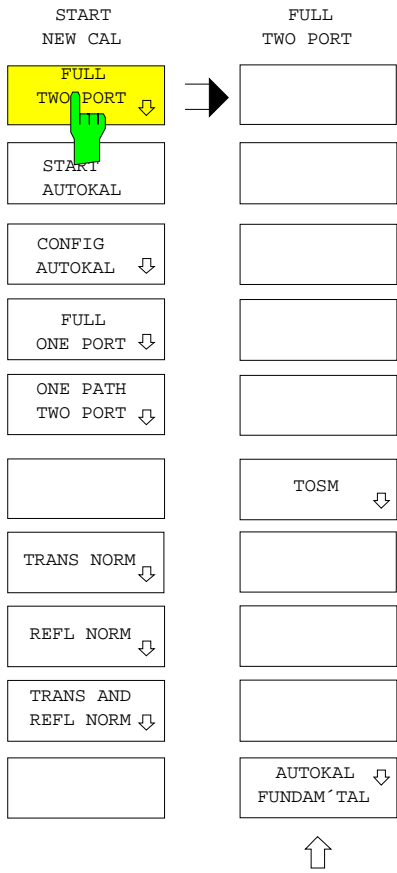 START
NEW CAL
FULL
TWO PORT
START
AUTOKAL
CONFIG
AUTOKAL
FULL
ONE PORT
ONE PATH
TWO PORT
TRANS NORM
REFL NORM
TRANS AND
REFL NORM
FULL
TWO PORT
TOSM
AUTOKAL
FUNDAM´TAL